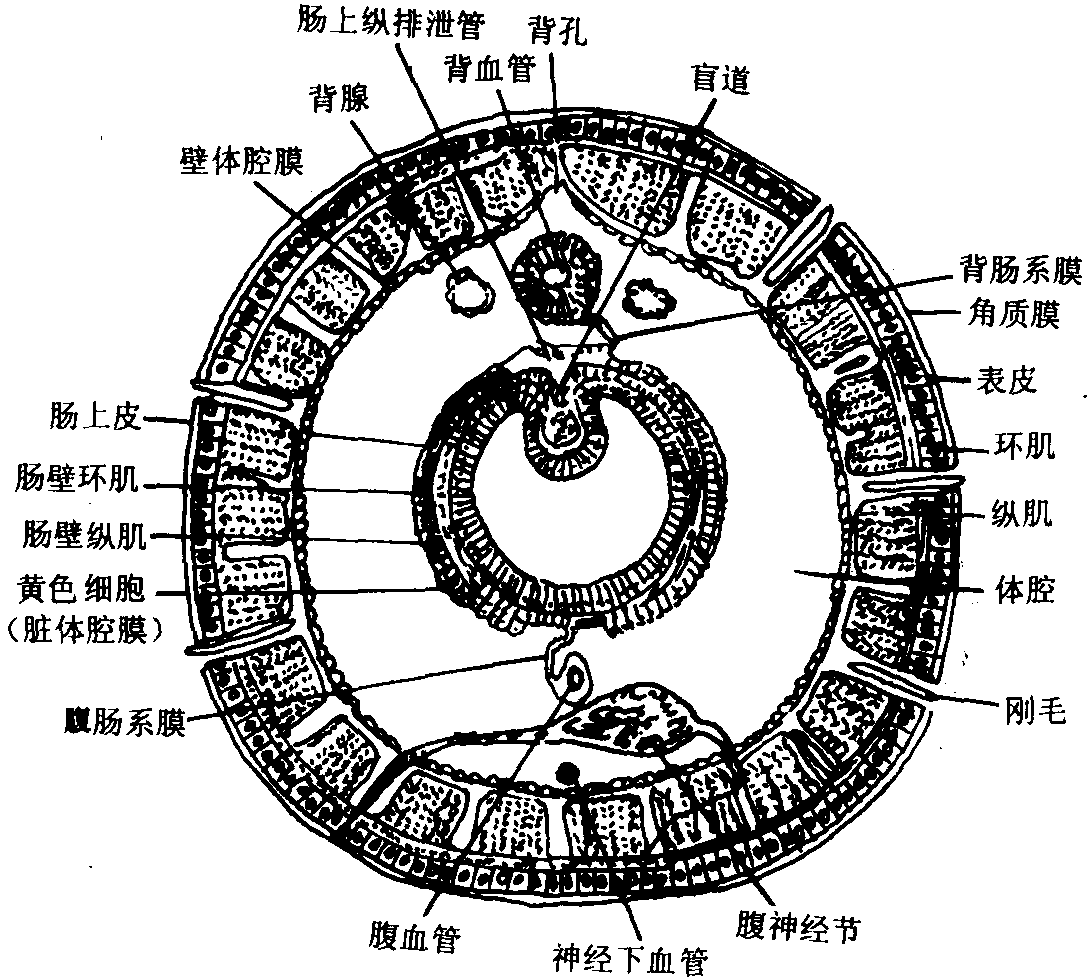 肠上纵排泄管
背孔
背血管
盲道
背腺
壁体腔膜
背肠系膜
角质膜
表皮
肠上皮
环肌
肠壁环肌
纵肌
肠壁纵肌
黄色细胞
体腔
（脏体腔膜）
腹肠系膜
刚毛
腹血管
神经下血管
腹神经节